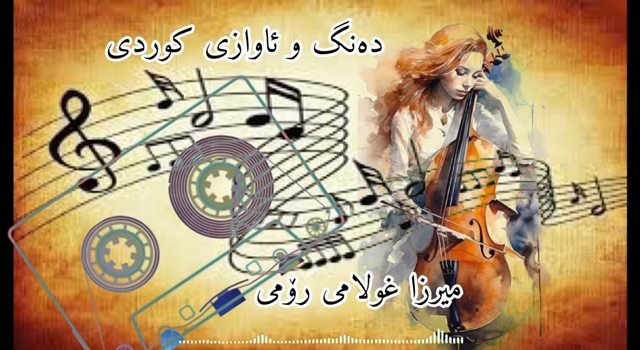 دەنگ و ئاوازی کوردی
میرزا غولامی رۆمی